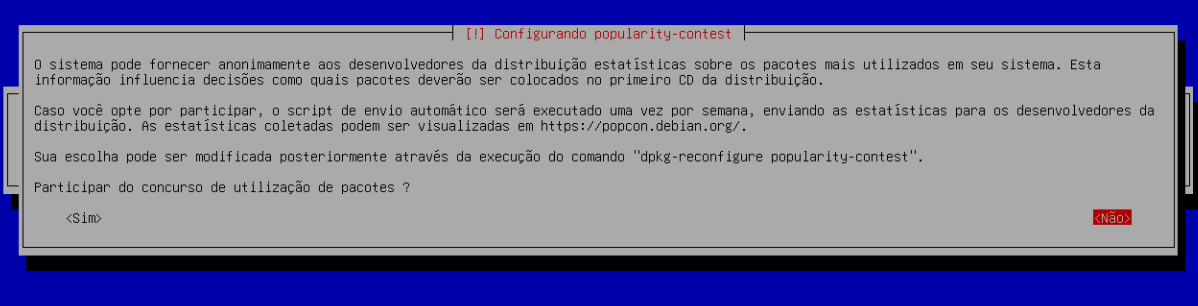 [!] Configurando popularity-contest
O sistema pode fornecer anonimamente aos desenvolvedores da distribuição estatísticas sobre os pacotes mais utilizados em seu sistema. Esta
informação influencia decisões como quais pacotes deverão ser colocados no primeiro CD da distribuição.
Caso você opte por participar, o script de envio automático será executado uma vez por semana, enviando as estatísticas para os desenvolvedores da
distribuição. As estatísticas coletadas podem ser visualizadas em https://popcon.debian.org/.
Sua escolha pode ser modificada posteriormente através da execução do comando "dpkg-reconfigure popularity-contest".
Participar do concurso de utilização de pacotes ?
<Sim> <Não>